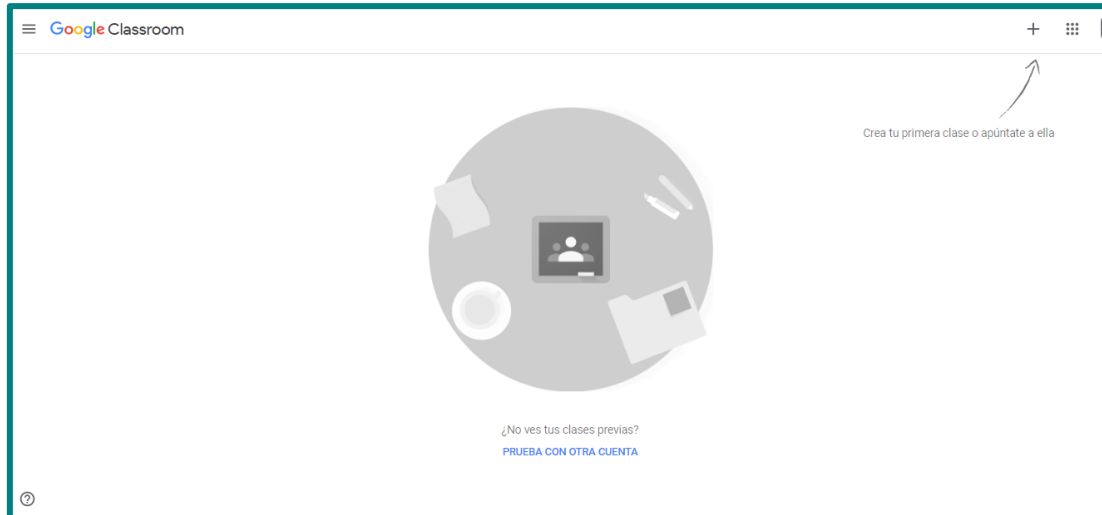 Google Classroom
Crea tu primera clase o apúntate a ella
¿No ves tus clases previas?
PRUEBA CON OTRA CUENTA